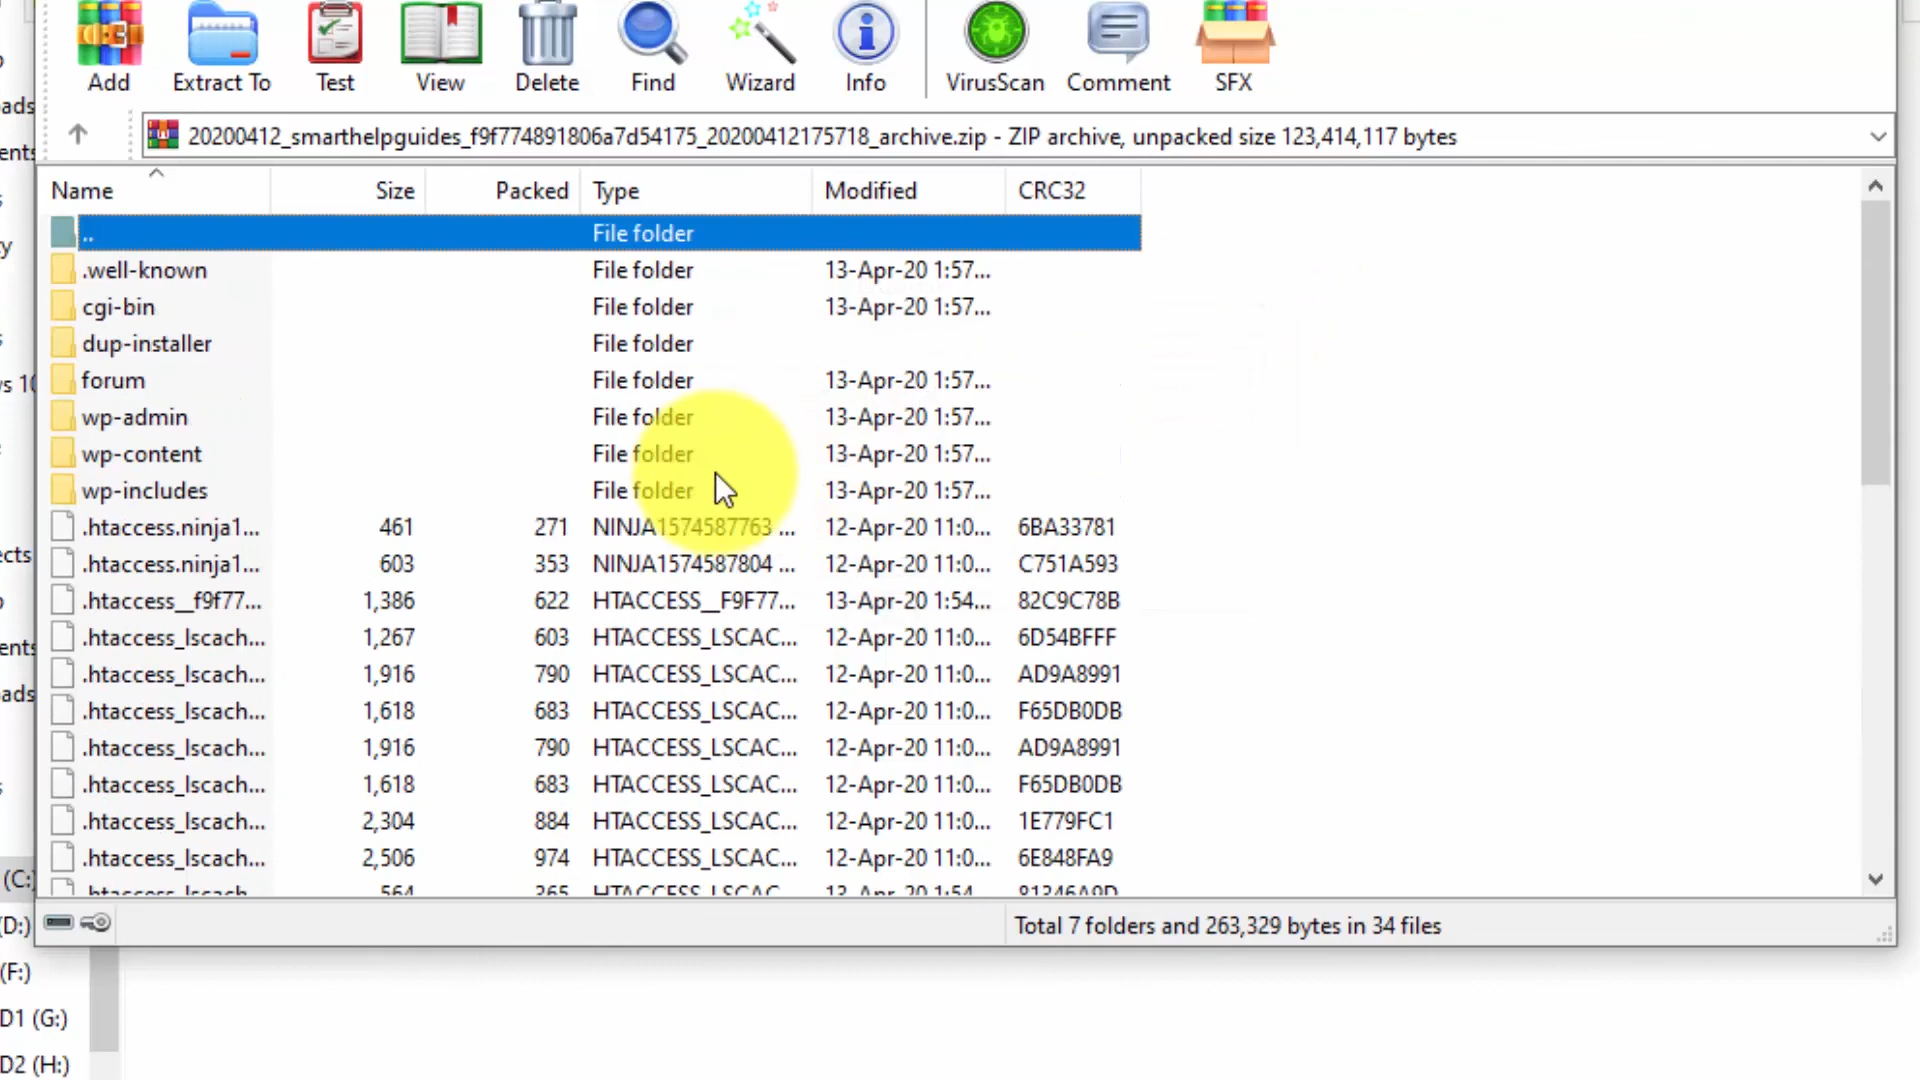 Add Extract To Test View Delete Find Wizard Info VirusScan Comment SFX
20200412_smarthelpguides_f9f774891806a7d54175_20200412175718_archive.zip - ZIP archive, unpacked size 123,414,117 bytes
Name Size Packed Type Modified CRC32
.. File folder
.well-known File folder 13-Apr-20 1:57...
cgi-bin File folder 13-Apr-20 1:57...
dup-installer File folder
forum File folder 13-Apr-20 1:57...
wp-admin File folder 13-Apr-20 1:57...
wp-content File folder 13-Apr-20 1:57...
wp-includes File folder 13-Apr-20 1:57...
.htaccess.ninja1... 461 271 NINJA1574587763 ... 12-Apr-20 11:0... 6BA33781
.htaccess.ninja1... 603 353 NINJA1574587804 ... 12-Apr-20 11:0... C751A593
.htaccess__f9f77... 1,386 622 HTACCESS__F9F77... 13-Apr-20 1:54... 82C9C78B
.htaccess_lscach... 1,267 603 HTACCESS_LSCAC... 12-Apr-20 11:0... 6D54BFFF
.htaccess_lscach... 1,916 790 HTACCESS_LSCAC... 12-Apr-20 11:0... AD9A8991
.htaccess_lscach... 1,618 683 HTACCESS_LSCAC... 12-Apr-20 11:0... F65DB0DB
.htaccess_lscach... 1,916 790 HTACCESS_LSCAC... 12-Apr-20 11:0... AD9A8991
.htaccess_lscach... 1,618 683 HTACCESS_LSCAC... 12-Apr-20 11:0... F65DB0DB
.htaccess_lscach... 2,304 884 HTACCESS_LSCAC... 12-Apr-20 11:0... 1E779FC1
.htaccess_lscach... 2,506 974 HTACCESS_LSCAC... 12-Apr-20 11:0... 6E848FA9
Total 7 folders and 263,329 bytes in 34 files
(C:)
(D:)
(F:)
D1 (G:)
D2 (H:)